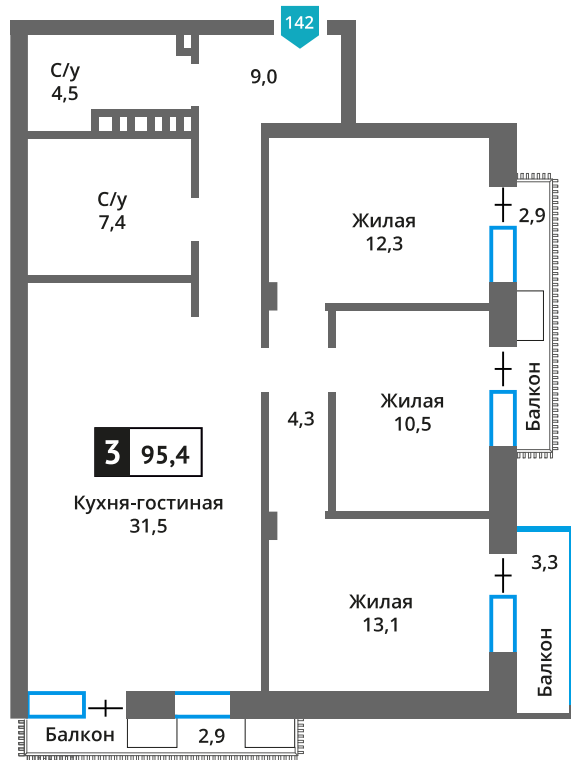 142
С/у
4,5
9,0
С/у
7,4
Жилая
12,3
2,9
Балкон
Жилая
10,5
4,3
3 95,4
Кухня-гостиная
31,5
3,3
Жилая
13,1
Балкон
Балкон
2,9